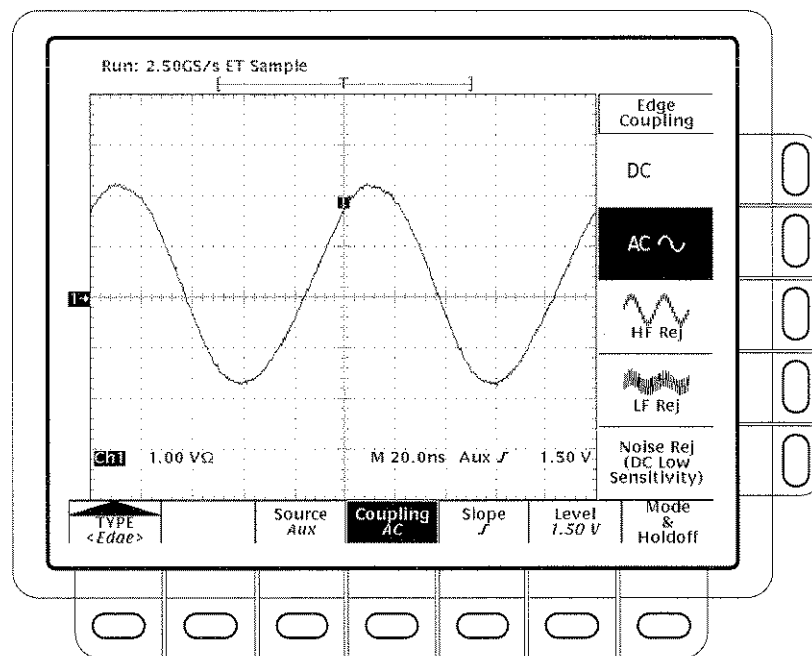 Run: 2.50GS/s ET Sample
[ T ]
Edge
Coupling
DC
T
AC
1→
HF Rej
LF Rej
Ch1 1.00 VΩ M 20.0ns Aux 1.50 V
Noise Rej
(DC Low
Sensitivity)
TYPE
<Edge>
Source
Aux
Coupling
AC
Slope
Level
1.50 V
Mode
&
Holdoff